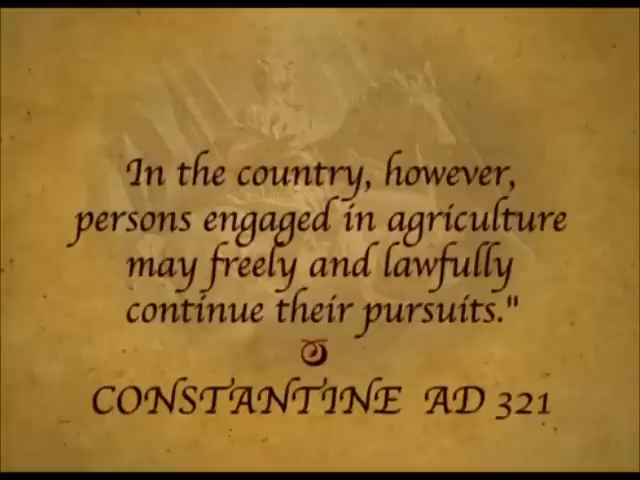 In the country, however,
persons engaged in agriculture
may freely and lawfully
continue their pursuits."
CONSTANTINE AD 321